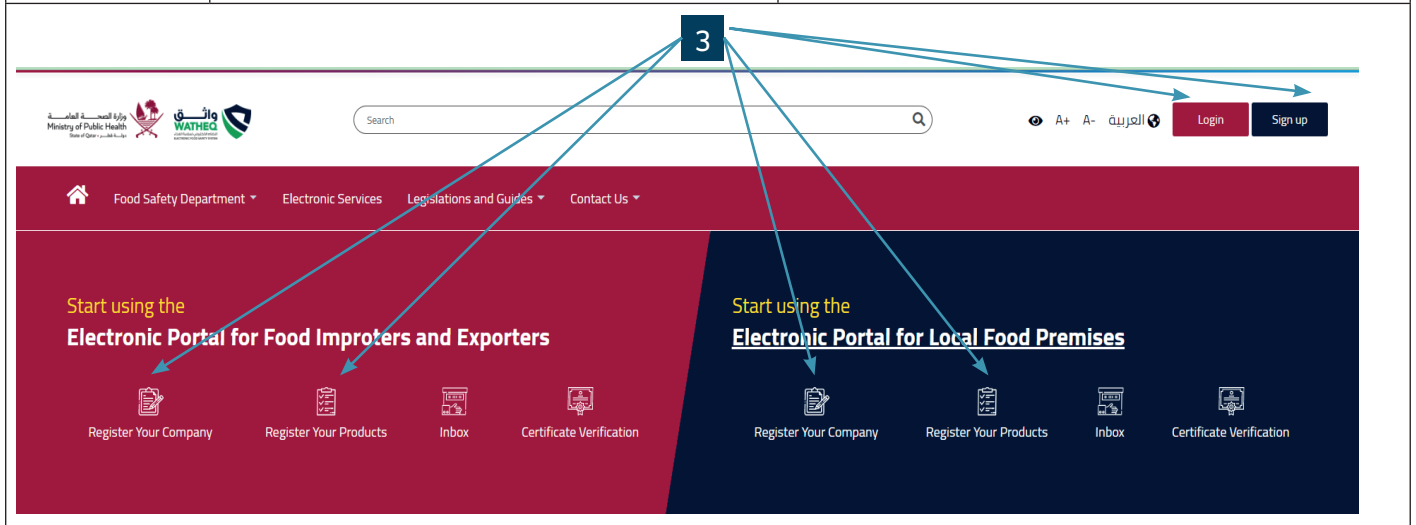 3
وزارة الصحة العامة
Ministry of Public Health
State of Qatar • دولة قطر
واثق
WATHEQ
Search
A+ A- العربية
Login
Sign up
Food Safety Department
Electronic Services
Legislations and Guides
Contact Us
Start using the
Electronic Portal for Food Improters and Exporters
Register Your Company
Register Your Products
Inbox
Certificate Verification
Start using the
Electronic Portal for Local Food Premises
Register Your Company
Register Your Products
Inbox
Certificate Verification